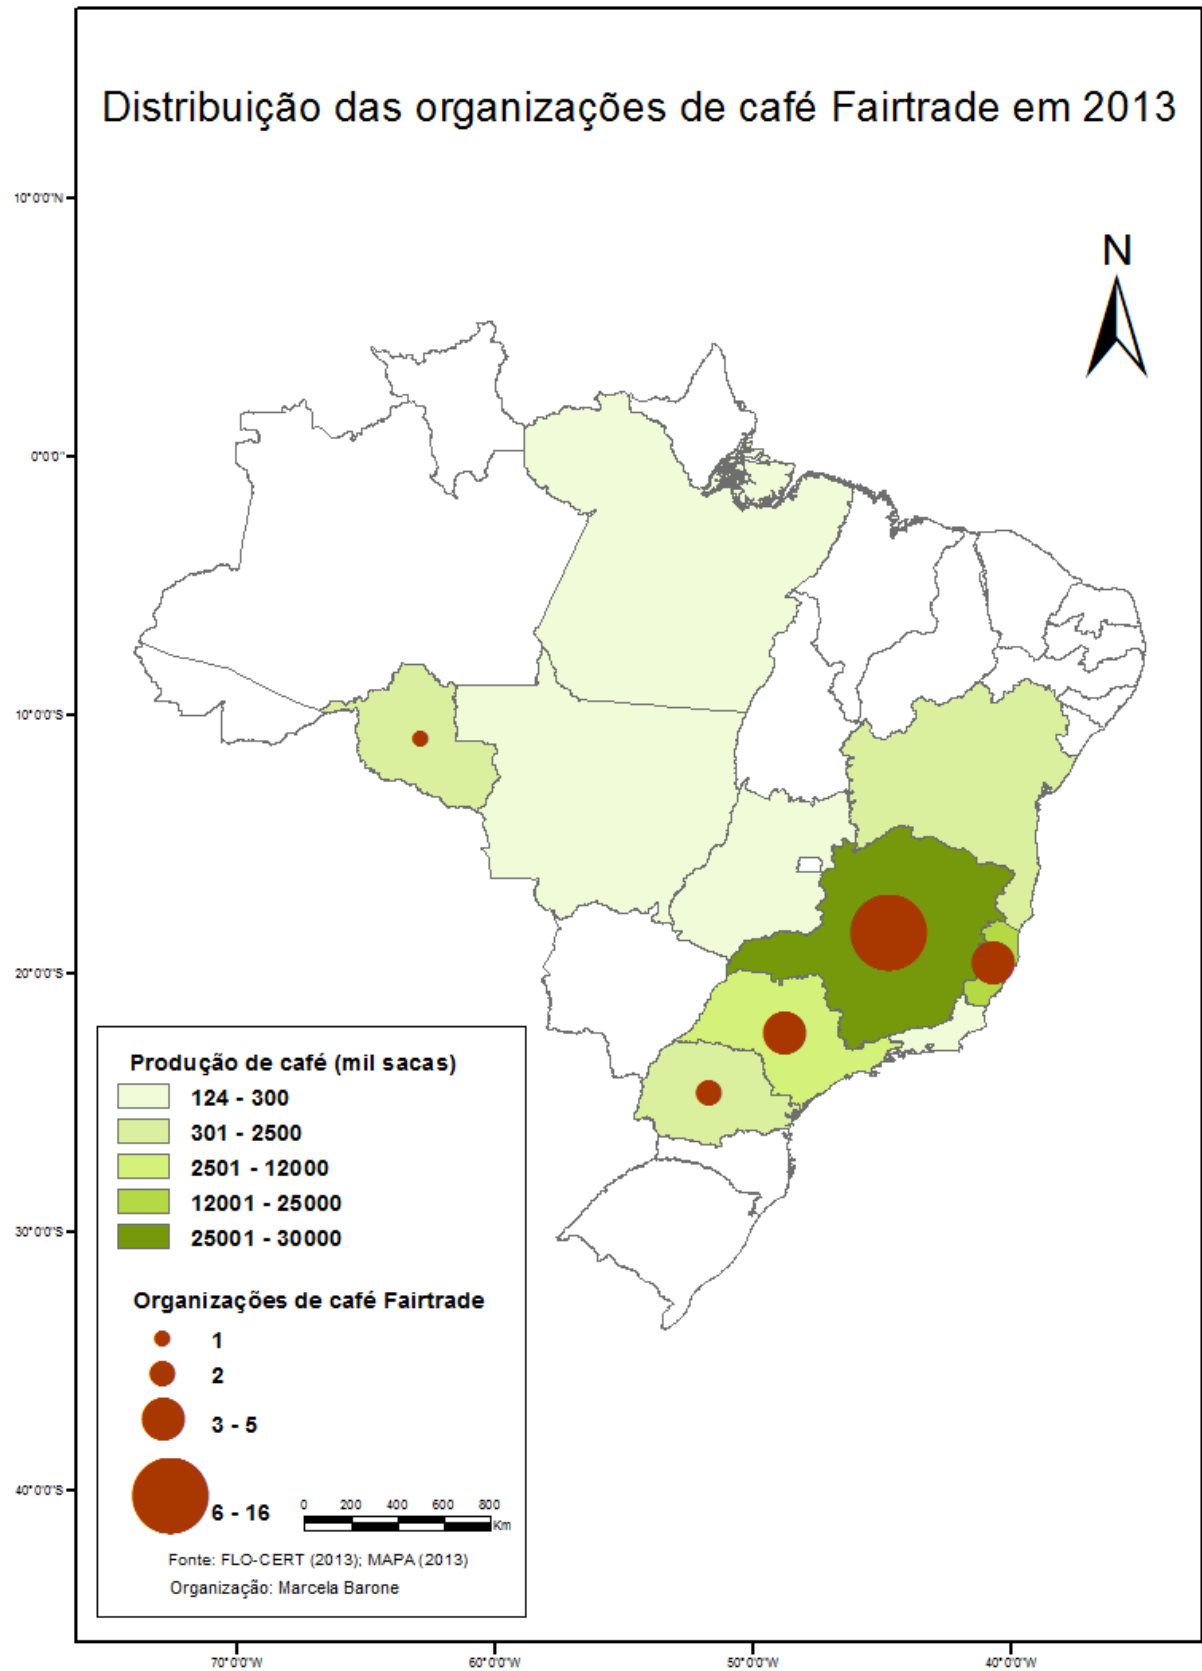 Distribuição das organizações de café Fairtrade em 2013
N
10°0'0"N
0°0'0"
10°0'0"S
20°0'0"S
30°0'0"S
40°0'0"S
Produção de café (mil sacas)
124 - 300
301 - 2500
2501 - 12000
12001 - 25000
25001 - 30000
Organizações de café Fairtrade
1
2
3 - 5
6 - 16
0 200 400 600 800
Km
Fonte: FLO-CERT (2013); MAPA (2013)
Organização: Marcela Barone
70°0'0"W 60°0'0"W 50°0'0"W 40°0'0"W